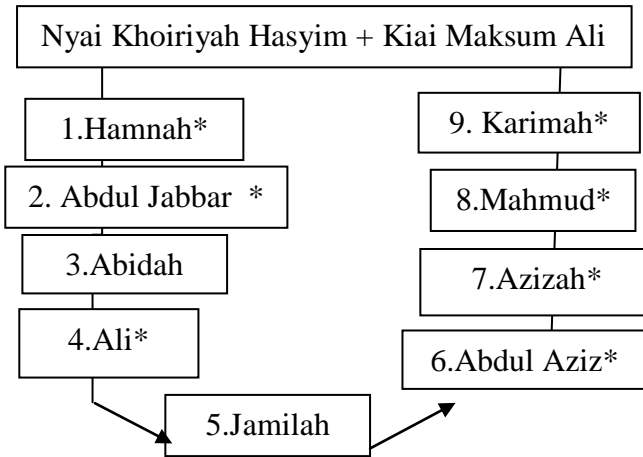 Nyai Khoiriyah Hasyim + Kiai Maksum Ali
1.Hamnah*
2. Abdul Jabbar *
3.Abidah
4.Ali*
5.Jamilah
6.Abdul Aziz*
7.Azizah*
8.Mahmud*
9. Karimah*